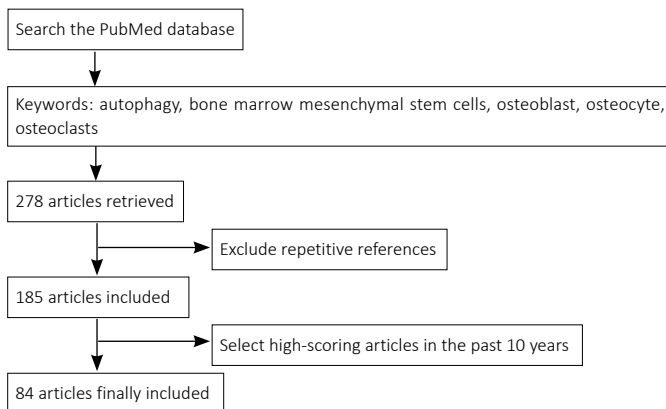 Search the PubMed database
Keywords: autophagy, bone marrow mesenchymal stem cells, osteoblast, osteocyte,
osteoclasts
278 articles retrieved
Exclude repetitive references
185 articles included
Select high-scoring articles in the past 10 years
84 articles finally included